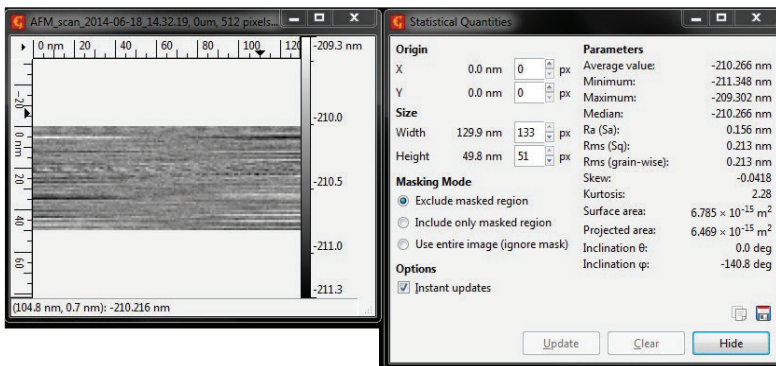 AFM_scan_2014-06-18_14.32.19, 0um, 512 pixels...
0 nm 20 40 60 80 100 120
-209.3 nm
-20
-210.0
0 nm
20
-210.5
40
-211.0
60
-211.3
(104.8 nm, 0.7 nm): -210.216 nm
Statistical Quantities
Origin
X 0.0 nm 0 px
Y 0.0 nm 0 px
Size
Width 129.9 nm 133 px
Height 49.8 nm 51 px
Masking Mode
Exclude masked region
Include only masked region
Use entire image (ignore mask)
Options
Instant updates
Parameters
Average value: -210.266 nm
Minimum: -211.348 nm
Maximum: -209.302 nm
Median: -210.266 nm
Ra (Sa): 0.156 nm
Rms (Sq): 0.213 nm
Rms (grain-wise): 0.213 nm
Skew: -0.0418
Kurtosis: 2.28
Surface area: 6.785 × 10⁻¹⁵ m²
Projected area: 6.469 × 10⁻¹⁵ m²
Inclination θ: 0.0 deg
Inclination φ: -140.8 deg
Update Clear Hide